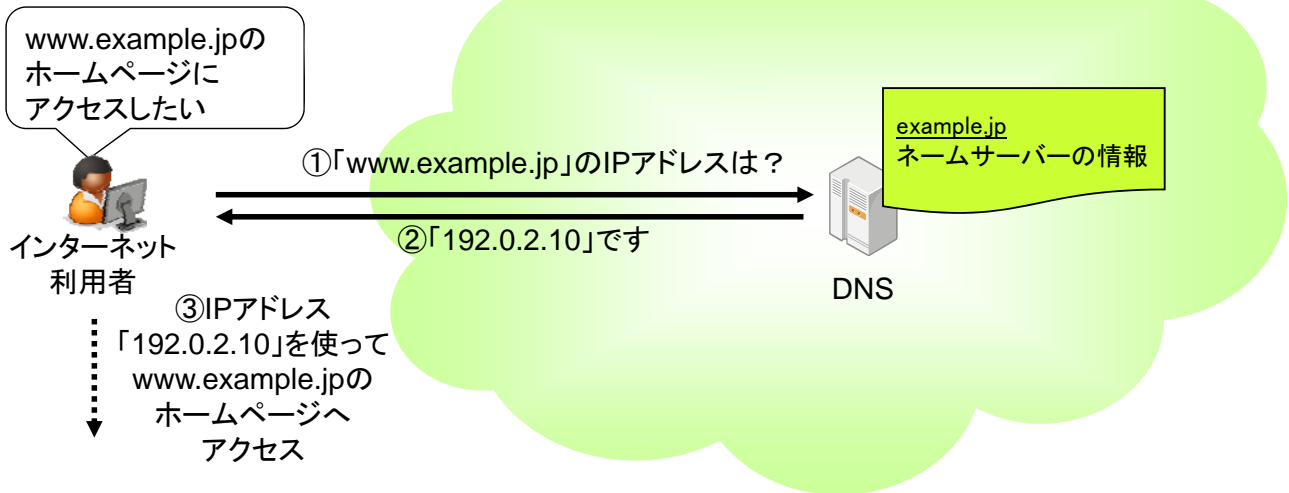 www.example.jpの
ホームページに
アクセスしたい
example.jp
ネームサーバーの情報
①｢www.example.jp｣のIPアドレスは？
②｢192.0.2.10｣です
インターネット
利用者
DNS
③IPアドレス
｢192.0.2.10｣を使って
www.example.jpの
ホームページへ
アクセス